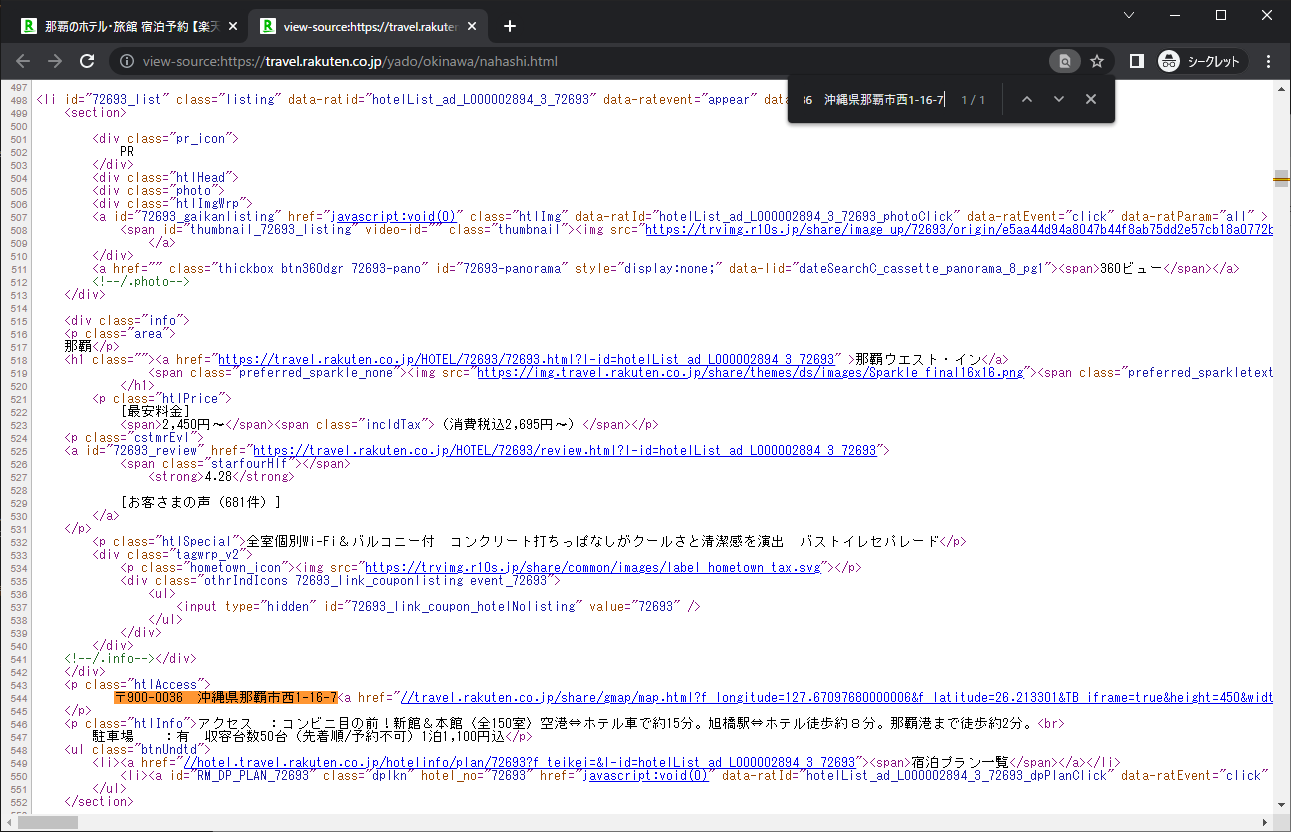 那覇のホテル・旅館 宿泊予約【楽天
view-source:https://travel.rakuten
view-source:https://travel.rakuten.co.jp/yado/okinawa/nahashi.html
シークレット
沖縄県那覇市西1-16-7 1 / 1
497
498 <li id="72693_list" class="listing" data-ratid="hotelList_ad_L000002894_3_72693" data-ratevent="appear"
499 <section>
500
501 <div class="pr_icon">
502 PR
503 </div>
504 <div class="htlHead">
505 <div class="photo">
506 <div class="htlImgWrp">
507 <a id="72693_gaikanlisting" href="javascript:void(0)" class="htlImg" data-ratId="hotelList_ad_L000002894_3_72693_photoClick" data-ratEvent="click" data-ratParam="all" >
508 <span id="thumbnail_72693_listing" video-id="" class="thumbnail"><img src="https://trvimg.r10s.jp/share/image_up/72693/origin/e5aa44d94a8047b44f8ab75dd2e57cb18a0772b
509 </a>
510 </div>
511 <a href="" class="thickbox btn360dgr 72693-pano" id="72693-panorama" style="display:none;" data-lid="dateSearchC_cassette_panorama_8_pg1"><span>360ビュー</span></a>
512 <!--/.photo-->
513 </div>
514
515 <div class="info">
516 <p class="area">
517 那覇</p>
518 <h1 class=""><a href="https://travel.rakuten.co.jp/HOTEL/72693/72693.html?l-id=hotelList_ad_L000002894_3_72693" >那覇ウエスト・イン</a>
519 <span class="preferred_sparkle_none"><img src="https://img.travel.rakuten.co.jp/share/themes/ds/images/Sparkle_final16x16.png"><span class="preferred_sparkletext
520 </h1>
521 <p class="htlPrice">
522 [最安料金]
523 <span>2,450円～</span><span class="incldTax">（消費税込2,695円～）</span></p>
524 <p class="cstmrEvl">
525 <a id="72693_review" href="https://travel.rakuten.co.jp/HOTEL/72693/review.html?l-id=hotelList_ad_L000002894_3_72693">
526 <span class="starfourHlf"></span>
527 <strong>4.28</strong>
528
529 [お客さまの声（681件）]
530 </a>
531 </p>
532 <p class="htlSpecial">全室個別Wi-Fi＆バルコニー付　コンクリート打ちっぱなしがクールさと清潔感を演出　バストイレセパレード</p>
533 <div class="tagwrp_v2">
534 <p class="hometown_icon"><img src="https://trvimg.r10s.jp/share/common/images/label_hometown_tax.svg"></p>
535 <div class="othrIndIcons 72693_link_couponlisting event_72693">
536 <ul>
537 <input type="hidden" id="72693_link_coupon_hotelNolisting" value="72693" />
538 </ul>
539 </div>
540 </div>
541 <!--/.info--></div>
542 </div>
543 <p class="htlAccess">
544 〒900-0036　沖縄県那覇市西1-16-7<a href="//travel.rakuten.co.jp/share/gmap/map.html?f_longitude=127.67097680000006&f_latitude=26.213301&TB_iframe=true&height=450&widt
545 </p>
546 <p class="htlInfo">アクセス　：コンビニ目の前！新館＆本館〈全150室〉空港⇔ホテル車で約15分。旭橋駅⇔ホテル徒歩約８分。那覇港まで徒歩約2分。<br>
547 駐車場　　：有　収容台数50台（先着順/予約不可）1泊1,100円込</p>
548 <ul class="btnUndtd">
549 <li><a href="//hotel.travel.rakuten.co.jp/hotelinfo/plan/72693?f_teikei=&l-id=hotelList_ad_L000002894_3_72693"><span>宿泊プラン一覧</span></a></li>
550 <li><a id="RM_DP_PLAN_72693" class="dplkn" hotel_no="72693" href="javascript:void(0)" data-ratId="hotelList_ad_L000002894_3_72693_dpPlanClick" data-ratEvent="click"
551 </ul>
552 </section>